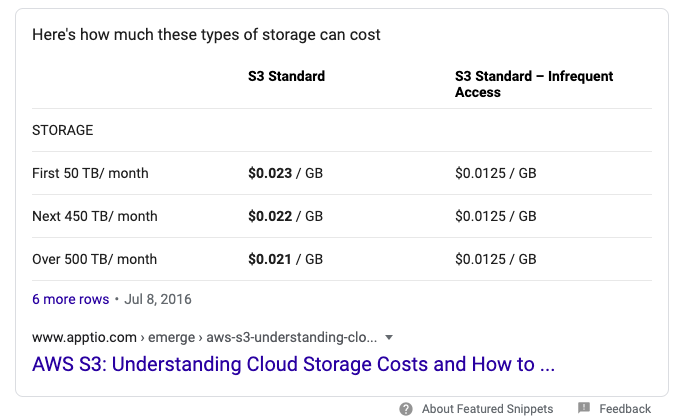 Here's how much these types of storage can cost
S3 Standard
S3 Standard – Infrequent
Access
STORAGE
First 50 TB/ month $0.023 / GB $0.0125 / GB
Next 450 TB/ month $0.022 / GB $0.0125 / GB
Over 500 TB/ month $0.021 / GB $0.0125 / GB
6 more rows • Jul 8, 2016
www.apptio.com › emerge › aws-s3-understanding-clo...
AWS S3: Understanding Cloud Storage Costs and How to ...
About Featured Snippets Feedback